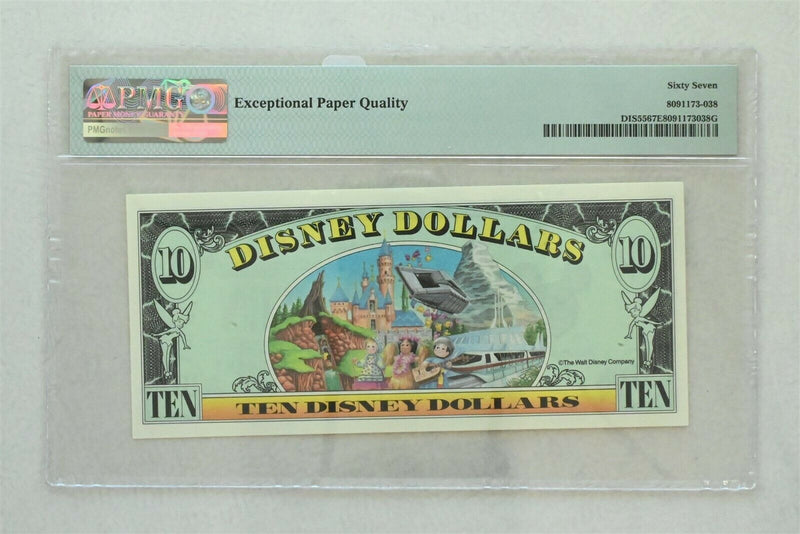 PMG
PAPER MONEY GUARANTY
PMGnotes
Exceptional Paper Quality
Sixty Seven
8091173-038
DIS5567E8091173038G
10
DISNEY DOLLARS
10
©The Walt Disney Company
TEN
TEN DISNEY DOLLARS
TEN